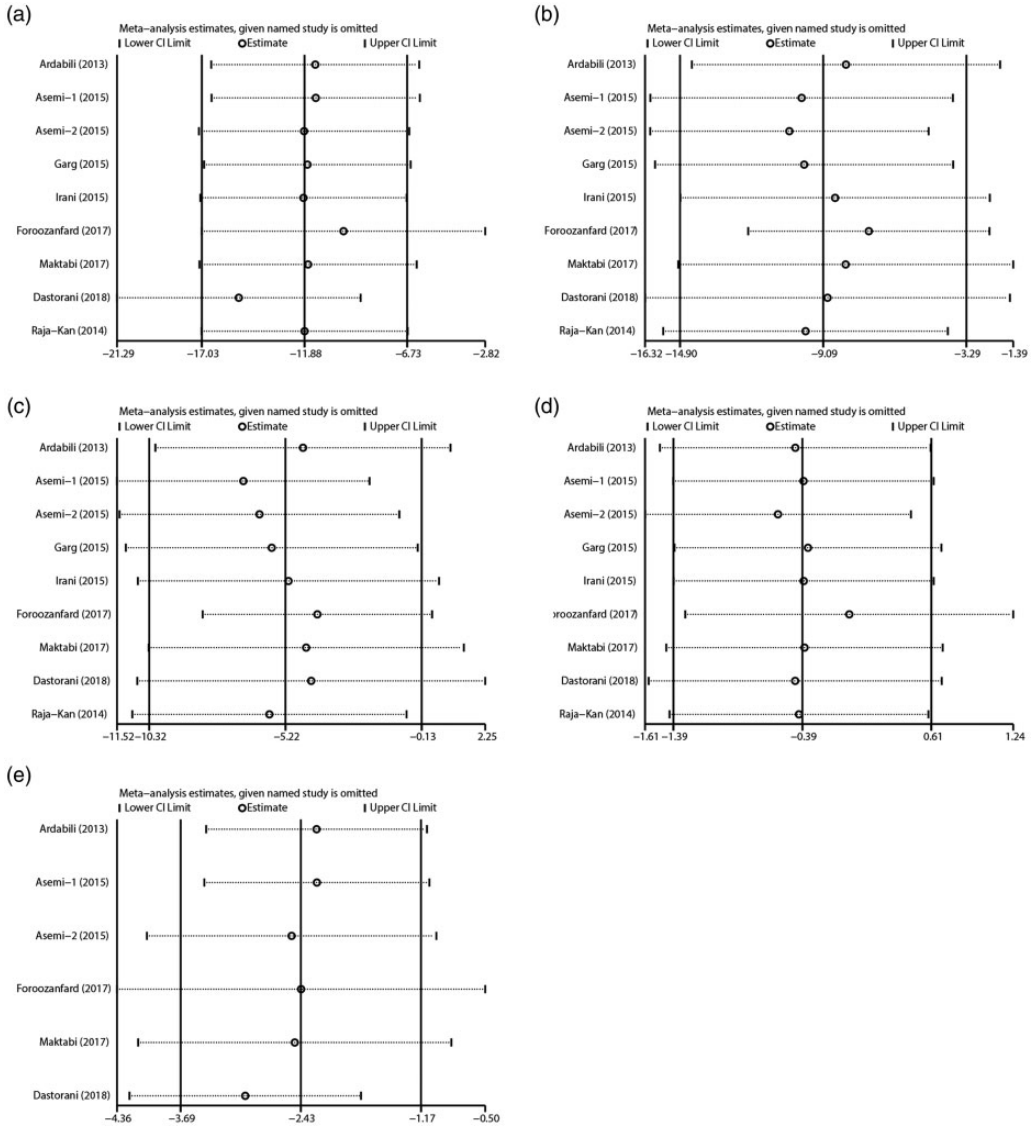 (a)
Meta−analysis estimates, given named study is omitted
Lower CI Limit Estimate Upper CI Limit
Ardabili (2013)
Asemi−1 (2015)
Asemi−2 (2015)
Garg (2015)
Irani (2015)
Foroozanfard (2017)
Maktabi (2017)
Dastorani (2018)
Raja−Kan (2014)
−21.29 −17.03 −11.88 −6.73 −2.82
(b)
Meta−analysis estimates, given named study is omitted
Lower CI Limit Estimate Upper CI Limit
Ardabili (2013)
Asemi−1 (2015)
Asemi−2 (2015)
Garg (2015)
Irani (2015)
Foroozanfard (2017)
Maktabi (2017)
Dastorani (2018)
Raja−Kan (2014)
−16.32 −14.90 −9.09 −3.29 −1.39
(c)
Meta−analysis estimates, given named study is omitted
Lower CI Limit Estimate Upper CI Limit
Ardabili (2013)
Asemi−1 (2015)
Asemi−2 (2015)
Garg (2015)
Irani (2015)
Foroozanfard (2017)
Maktabi (2017)
Dastorani (2018)
Raja−Kan (2014)
−11.52 −10.32 −5.22 −0.13 2.25
(d)
Meta−analysis estimates, given named study is omitted
Lower CI Limit Estimate Upper CI Limit
Ardabili (2013)
Asemi−1 (2015)
Asemi−2 (2015)
Garg (2015)
Irani (2015)
oroozanfard (2017)
Maktabi (2017)
Dastorani (2018)
Raja−Kan (2014)
−1.61 −1.39 −0.39 0.61 1.24
(e)
Meta−analysis estimates, given named study is omitted
Lower CI Limit Estimate Upper CI Limit
Ardabili (2013)
Asemi−1 (2015)
Asemi−2 (2015)
Foroozanfard (2017)
Maktabi (2017)
Dastorani (2018)
−4.36 −3.69 −2.43 −1.17 −0.50